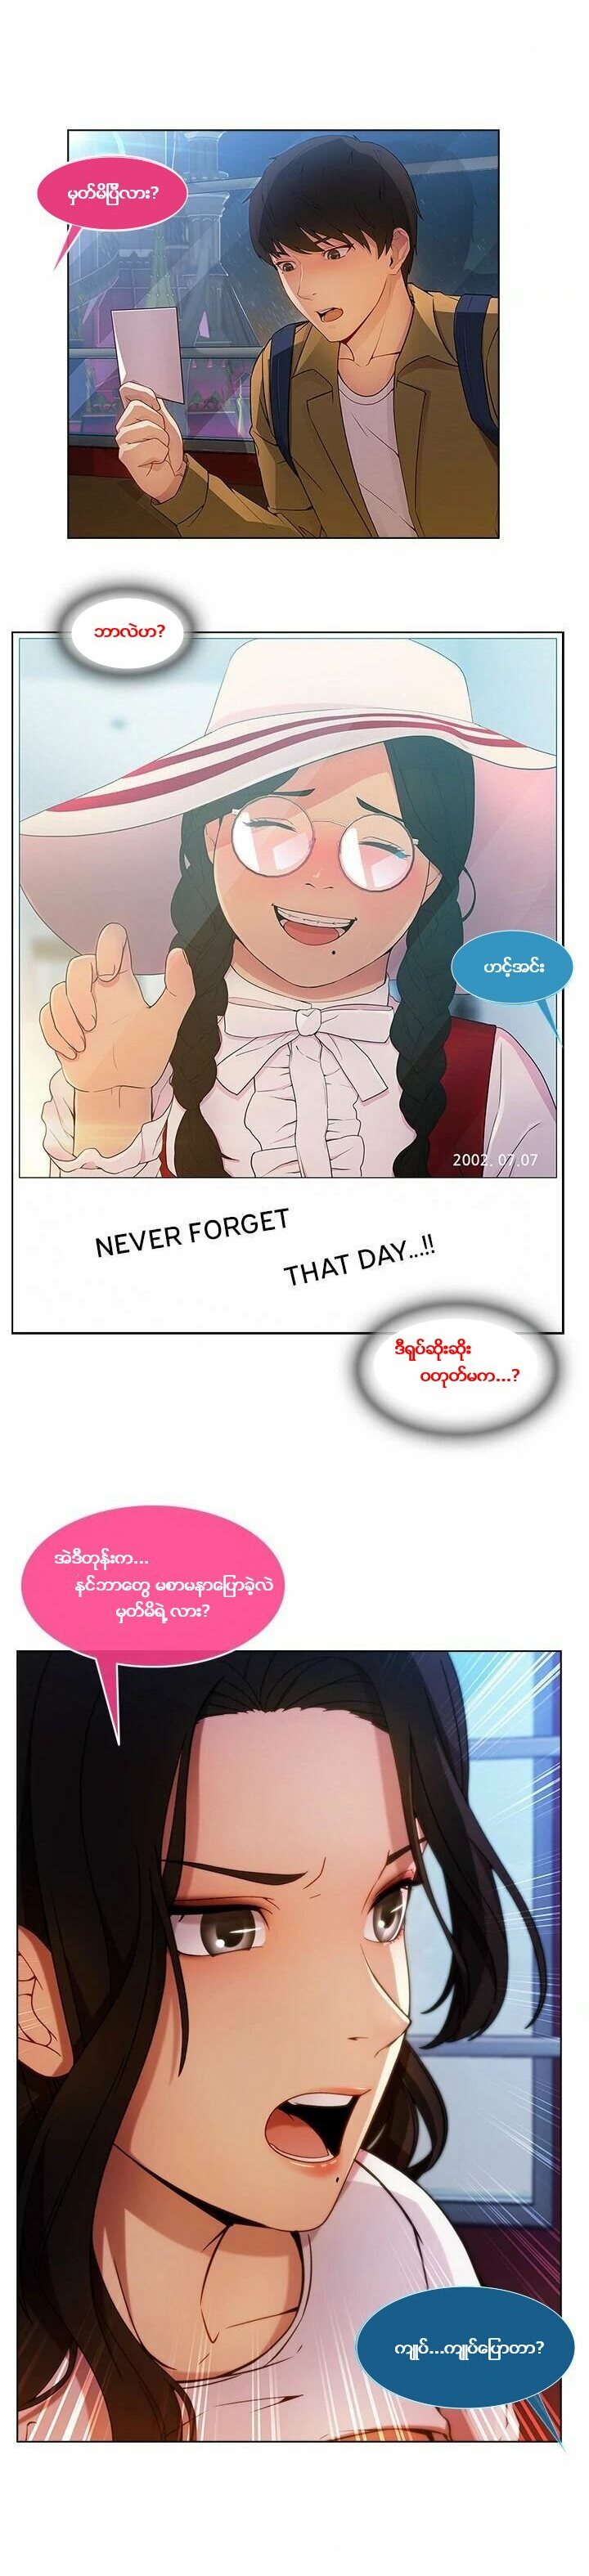 မှတ်မိပြီလား?
ဘာလဲဟ?
ဟင့်အင်း
2002. 07.07
NEVER FORGET
THAT DAY...!!
ဒီရုပ်ဆိုးဆိုး
ဝတုတ်မက...?
အဲဒီတုန်းက...
နင်ဘာတွေ မစာမနာပြောခဲ့လဲ
မှတ်မိရဲ့လား?
ကျုပ်...ကျုပ်ပြောတာ?